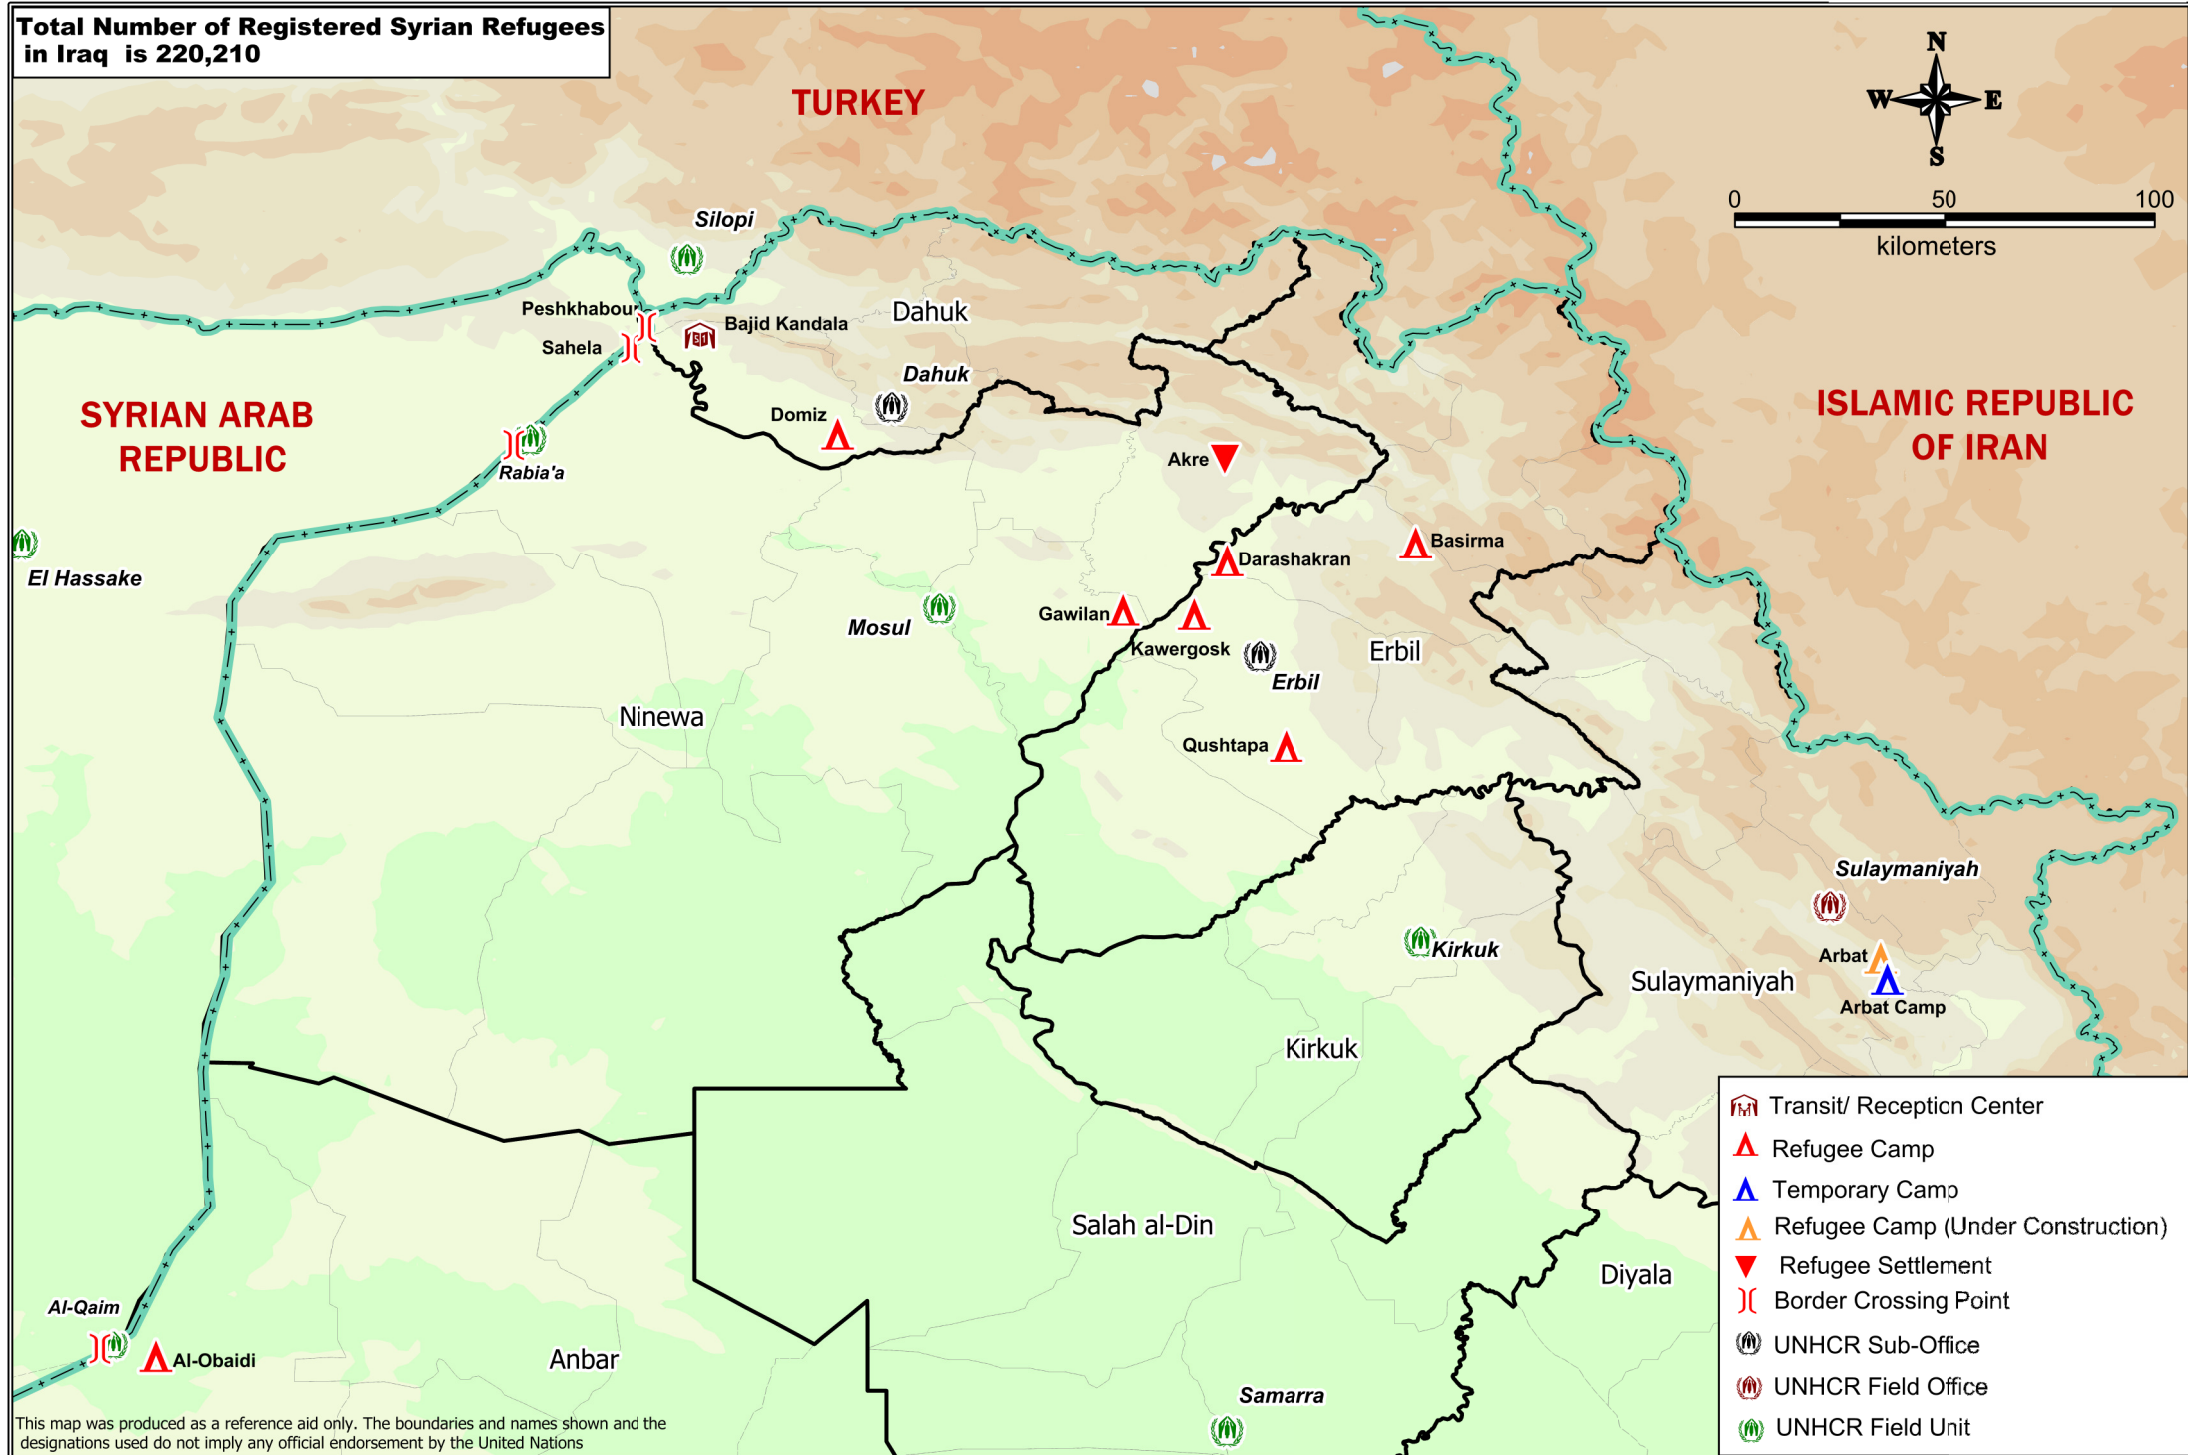 Total Number of Registered Syrian Refugees
in Iraq is 220,210
TURKEY
N
W E
S
0 50 100
kilometers
Silopi
Peshkhabour
Bajid Kandala
Dahuk
Sahela
Dahuk
SYRIAN ARAB
REPUBLIC
ISLAMIC REPUBLIC
OF IRAN
Domiz
Rabia'a
Akre
El Hassake
Basirma
Darashakran
Gawilan
Mosul
Kawergosk
Erbil
Erbil
Ninewa
Qushtapa
Sulaymaniyah
Kirkuk
Arbat
Sulaymaniyah
Arbat Camp
Kirkuk
Salah al-Din
Diyala
Al-Qaim
Al-Obaidi
Anbar
Samarra
Transit/ Reception Center
Refugee Camp
Temporary Camp
Refugee Camp (Under Construction)
Refugee Settlement
Border Crossing Point
UNHCR Sub-Office
UNHCR Field Office
UNHCR Field Unit
This map was produced as a reference aid only. The boundaries and names shown and the
designations used do not imply any official endorsement by the United Nations